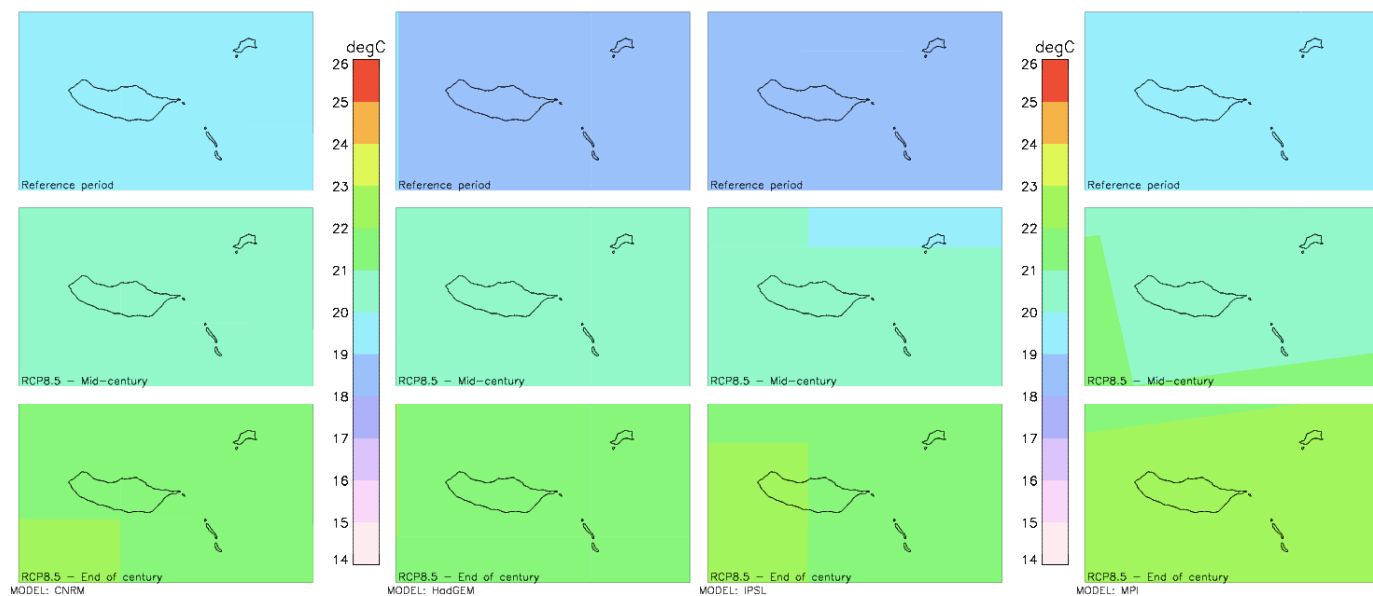 degC
26
25
24
23
22
21
20
19
18
17
16
15
14
degC
26
25
24
23
22
21
20
19
18
17
16
15
14
Reference period
Reference period
Reference period
Reference period
RCP8.5 – Mid-century
RCP8.5 – Mid-century
RCP8.5 – Mid-century
RCP8.5 – Mid-century
RCP8.5 – End of century
RCP8.5 – End of century
RCP8.5 – End of century
RCP8.5 – End of century
MODEL: CNRM
MODEL: HadGEM
MODEL: IPSL
MODEL: MPI